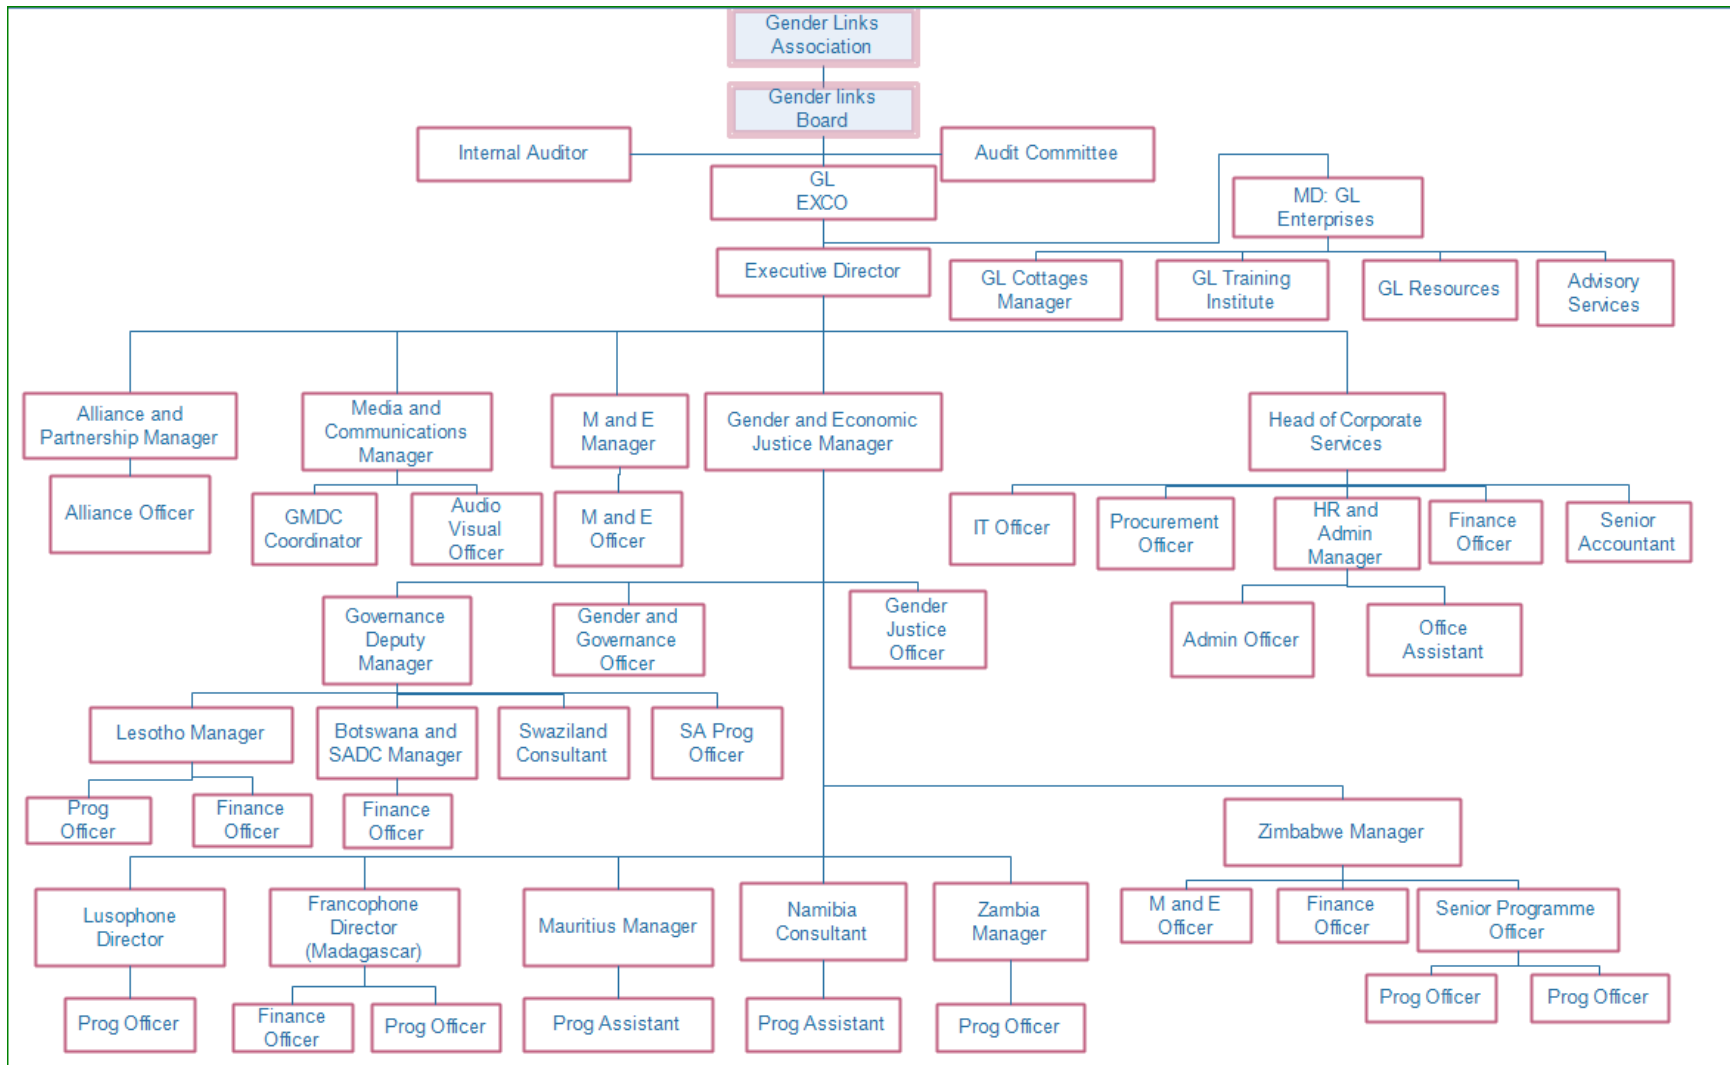 Gender Links
Association
Gender links
Board
Internal Auditor
Audit Committee
GL
EXCO
MD: GL
Enterprises
Executive Director
GL Cottages
Manager
GL Training
Institute
GL Resources
Advisory
Services
Alliance and
Partnership Manager
Media and
Communications
Manager
M and E
Manager
Gender and Economic
Justice Manager
Head of Corporate
Services
Alliance Officer
GMDC
Coordinator
Audio
Visual
Officer
M and E
Officer
IT Officer
Procurement
Officer
HR and
Admin
Manager
Finance
Officer
Senior
Accountant
Governance
Deputy
Manager
Gender and
Governance
Officer
Gender
Justice
Officer
Admin Officer
Office
Assistant
Lesotho Manager
Botswana and
SADC Manager
Swaziland
Consultant
SA Prog
Officer
Prog
Officer
Finance
Officer
Finance
Officer
Zimbabwe Manager
Lusophone
Director
Francophone
Director
(Madagascar)
Mauritius Manager
Namibia
Consultant
Zambia
Manager
M and E
Officer
Finance
Officer
Senior Programme
Officer
Prog Officer
Finance
Officer
Prog Officer
Prog Assistant
Prog Assistant
Prog Officer
Prog Officer
Prog Officer